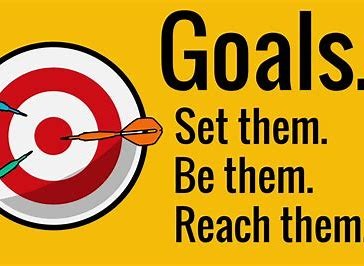 Goals.
Set them.
Be them.
Reach them